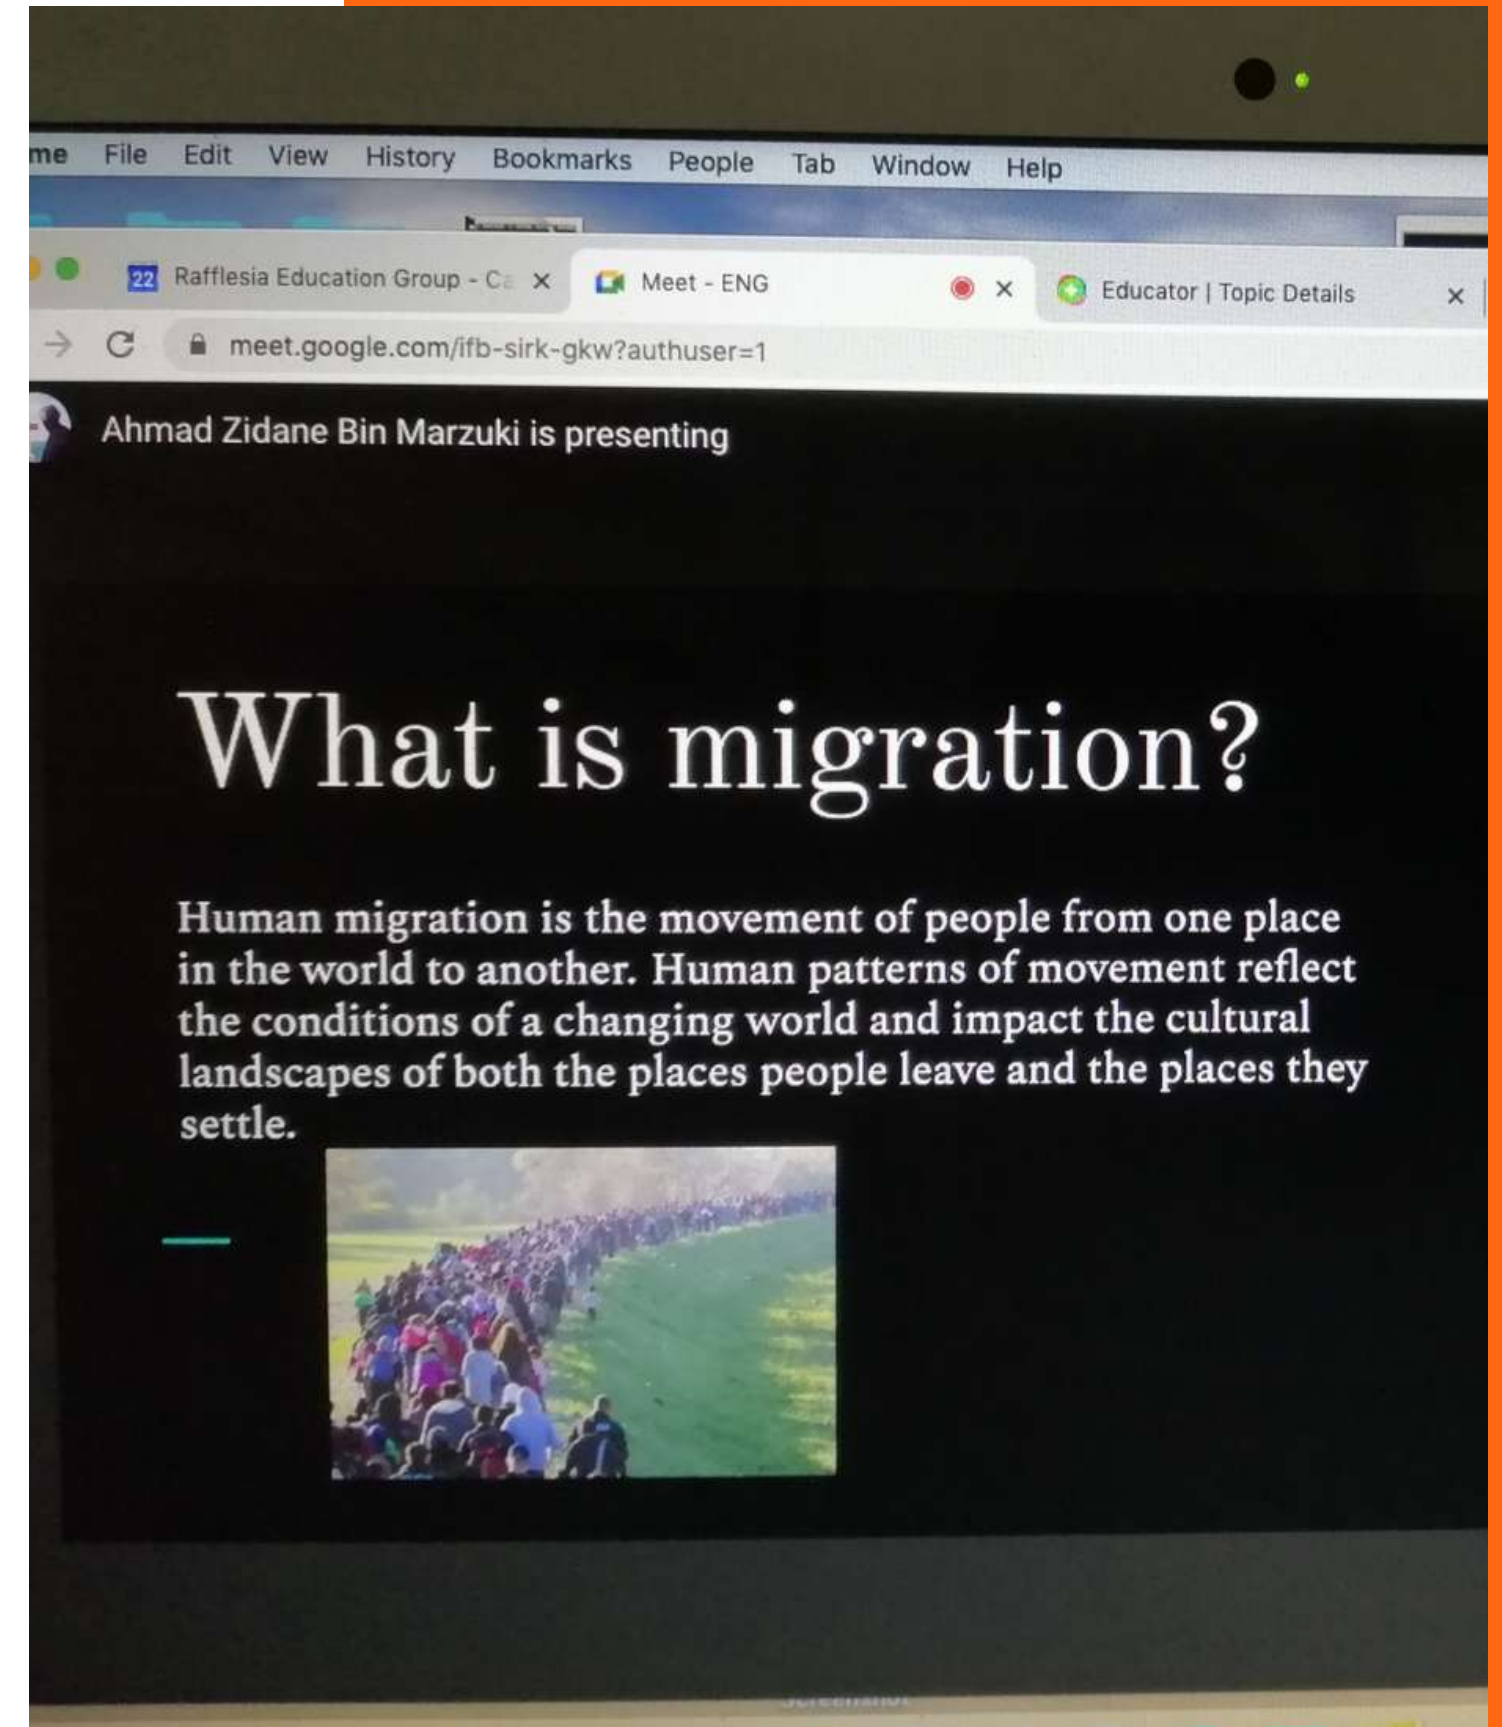 me File Edit View History Bookmarks People Tab Window Help
22 Rafflesia Education Group - Ca × Meet - ENG × Educator | Topic Details ×
meet.google.com/ifb-sirk-gkw?authuser=1
Ahmad Zidane Bin Marzuki is presenting
What is migration?
Human migration is the movement of people from one place
in the world to another. Human patterns of movement reflect
the conditions of a changing world and impact the cultural
landscapes of both the places people leave and the places they
settle.
Screenshot